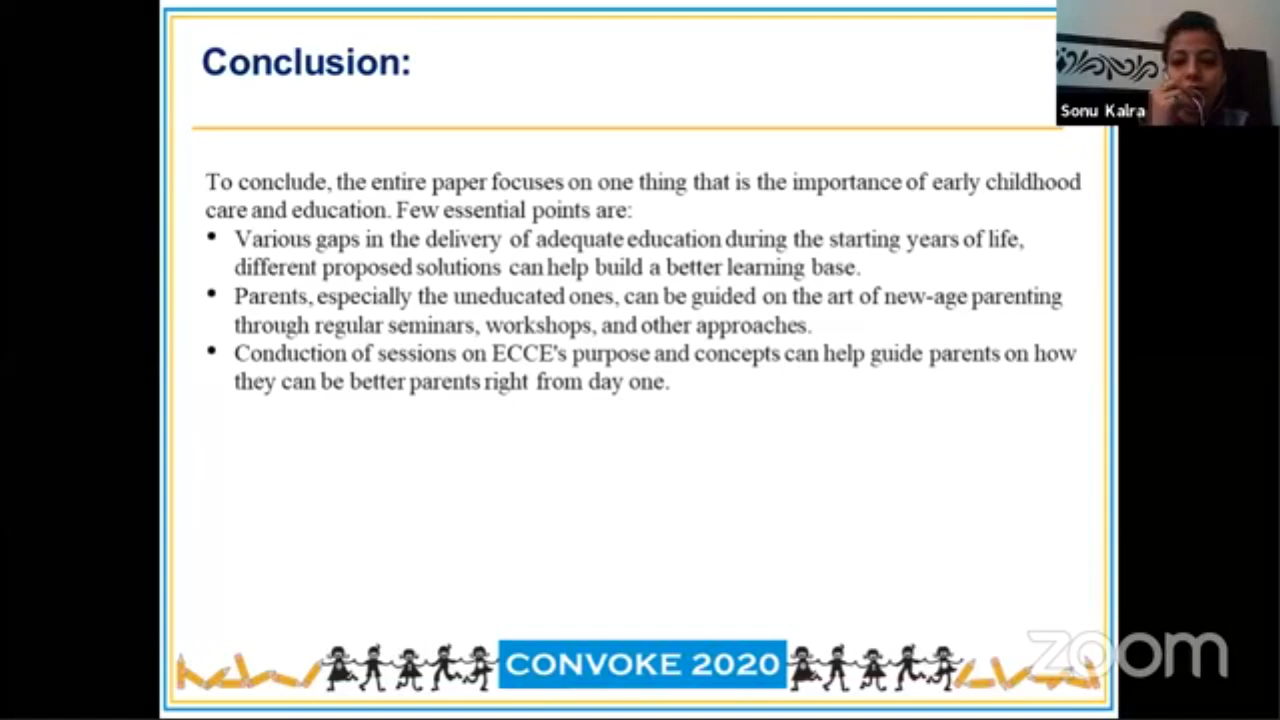 Conclusion:
Sonu Kalra
To conclude, the entire paper focuses on one thing that is the importance of early childhood
care and education. Few essential points are:
• Various gaps in the delivery of adequate education during the starting years of life,
different proposed solutions can help build a better learning base.
• Parents, especially the uneducated ones, can be guided on the art of new-age parenting
through regular seminars, workshops, and other approaches.
• Conduction of sessions on ECCE's purpose and concepts can help guide parents on how
they can be better parents right from day one.
CONVOKE 2020
zoom